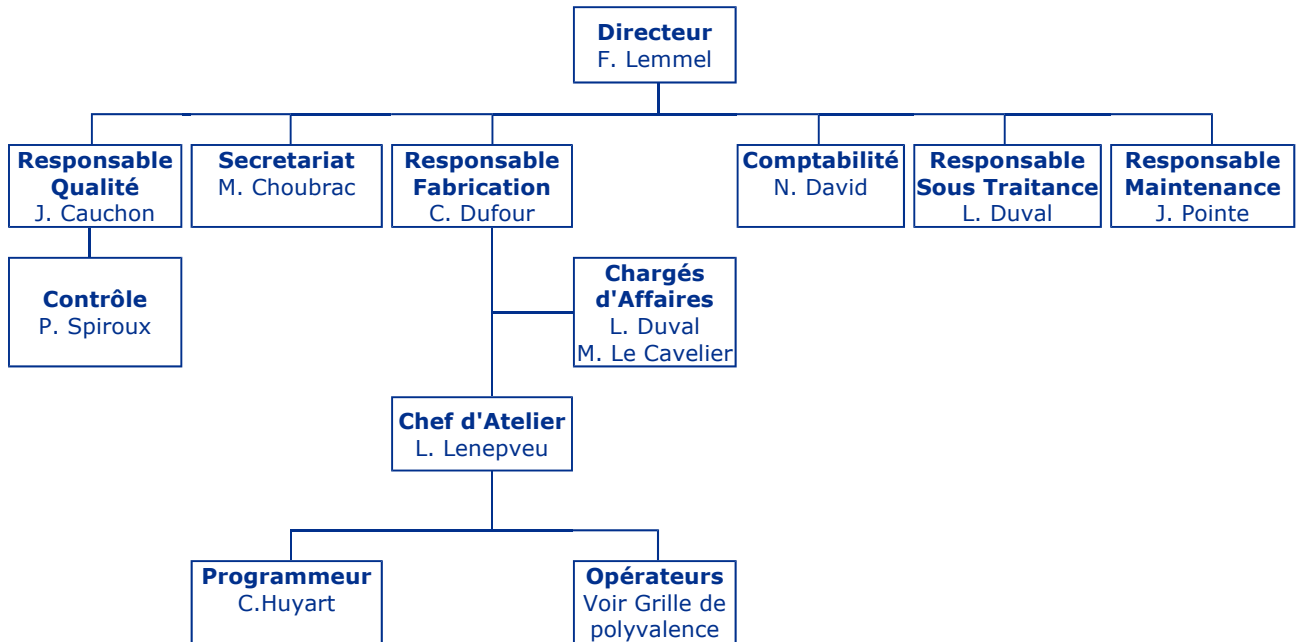 Directeur
F. Lemmel
Responsable
Qualité
J. Cauchon
Secretariat
M. Choubrac
Responsable
Fabrication
C. Dufour
Comptabilité
N. David
Responsable
Sous Traitance
L. Duval
Responsable
Maintenance
J. Pointe
Contrôle
P. Spiroux
Chargés
d'Affaires
L. Duval
M. Le Cavelier
Chef d'Atelier
L. Lenepveu
Programmeur
C.Huyart
Opérateurs
Voir Grille de
polyvalence